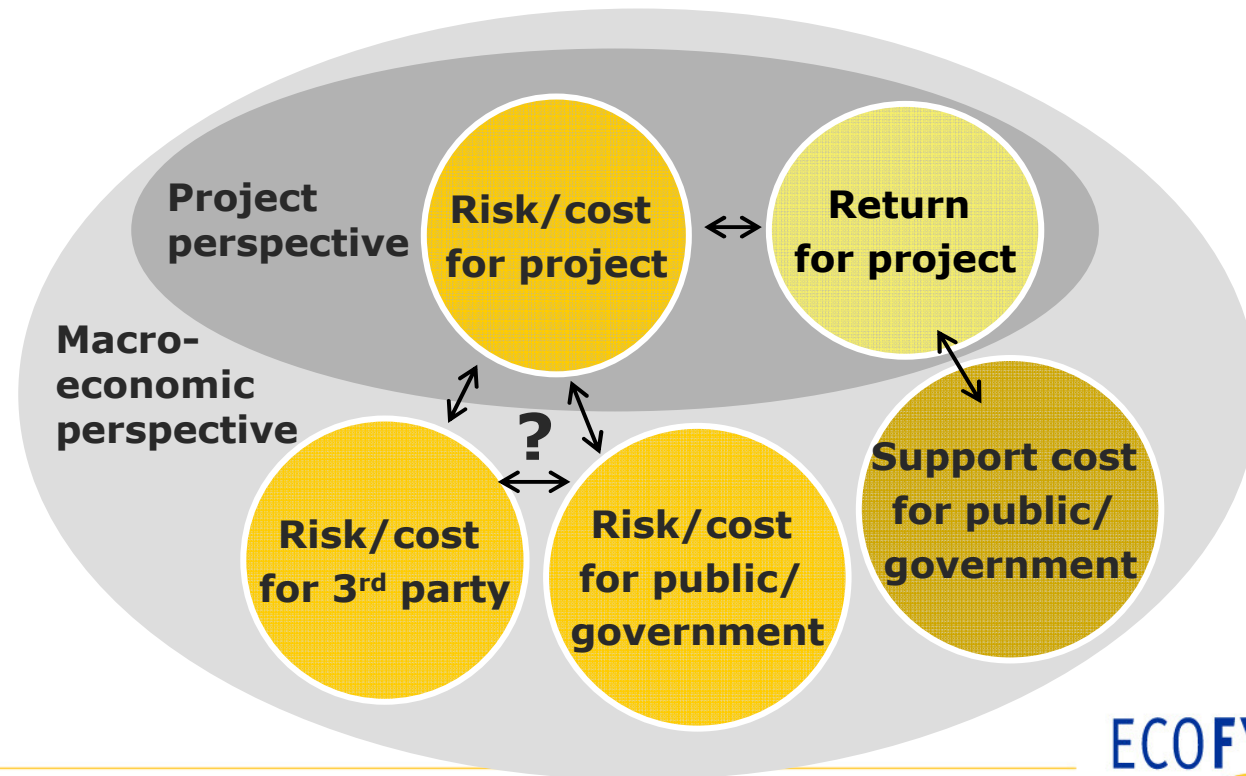 Project
perspective
Risk/cost
for project
Return
for project
Macro-
economic
perspective
?
Risk/cost
for 3rd party
Risk/cost
for public/
government
Support cost
for public/
government
ECOFY